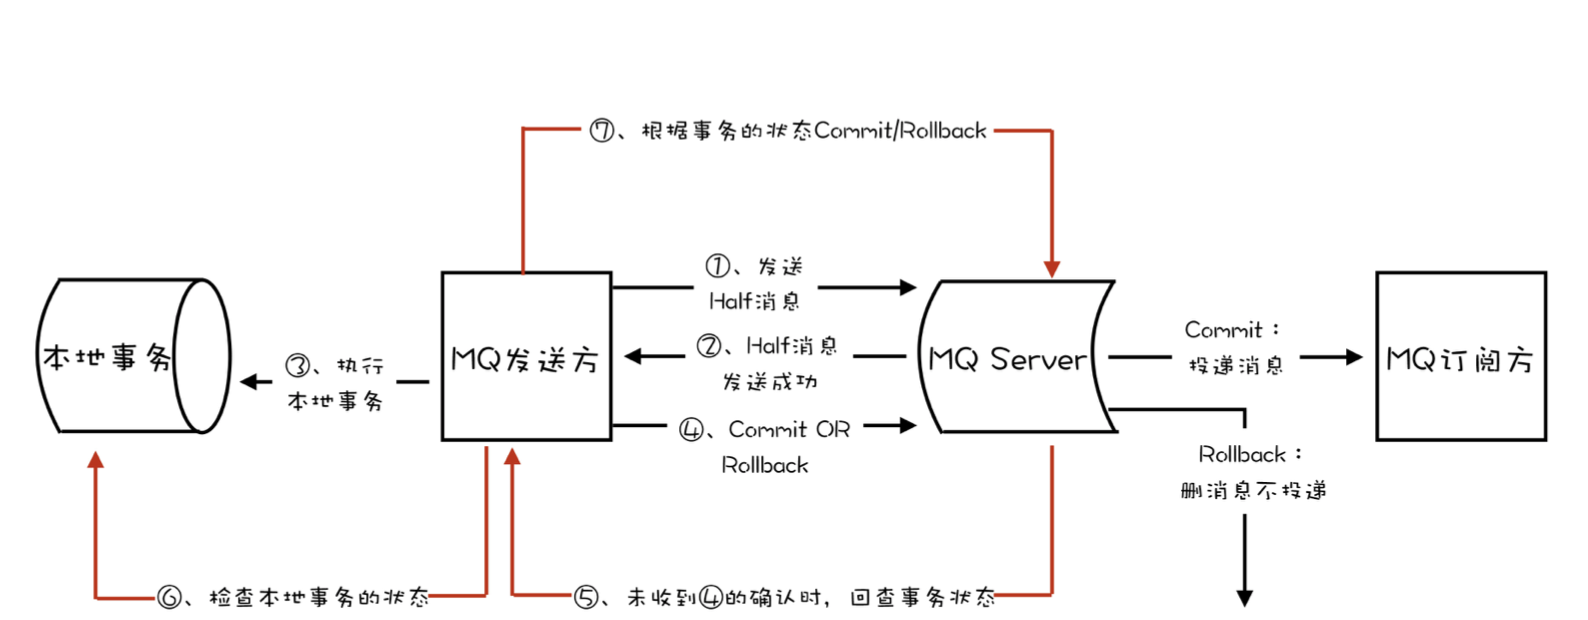 ⑦、根据事务的状态Commit/Rollback
①、发送
Half消息
②、Half消息
发送成功
本地事务
③、执行
本地事务
MQ发送方
MQ Server
Commit：
投递消息
MQ订阅方
④、Commit OR
Rollback
Rollback：
删消息不投递
⑥、检查本地事务的状态
⑤、未收到④的确认时，回查事务状态